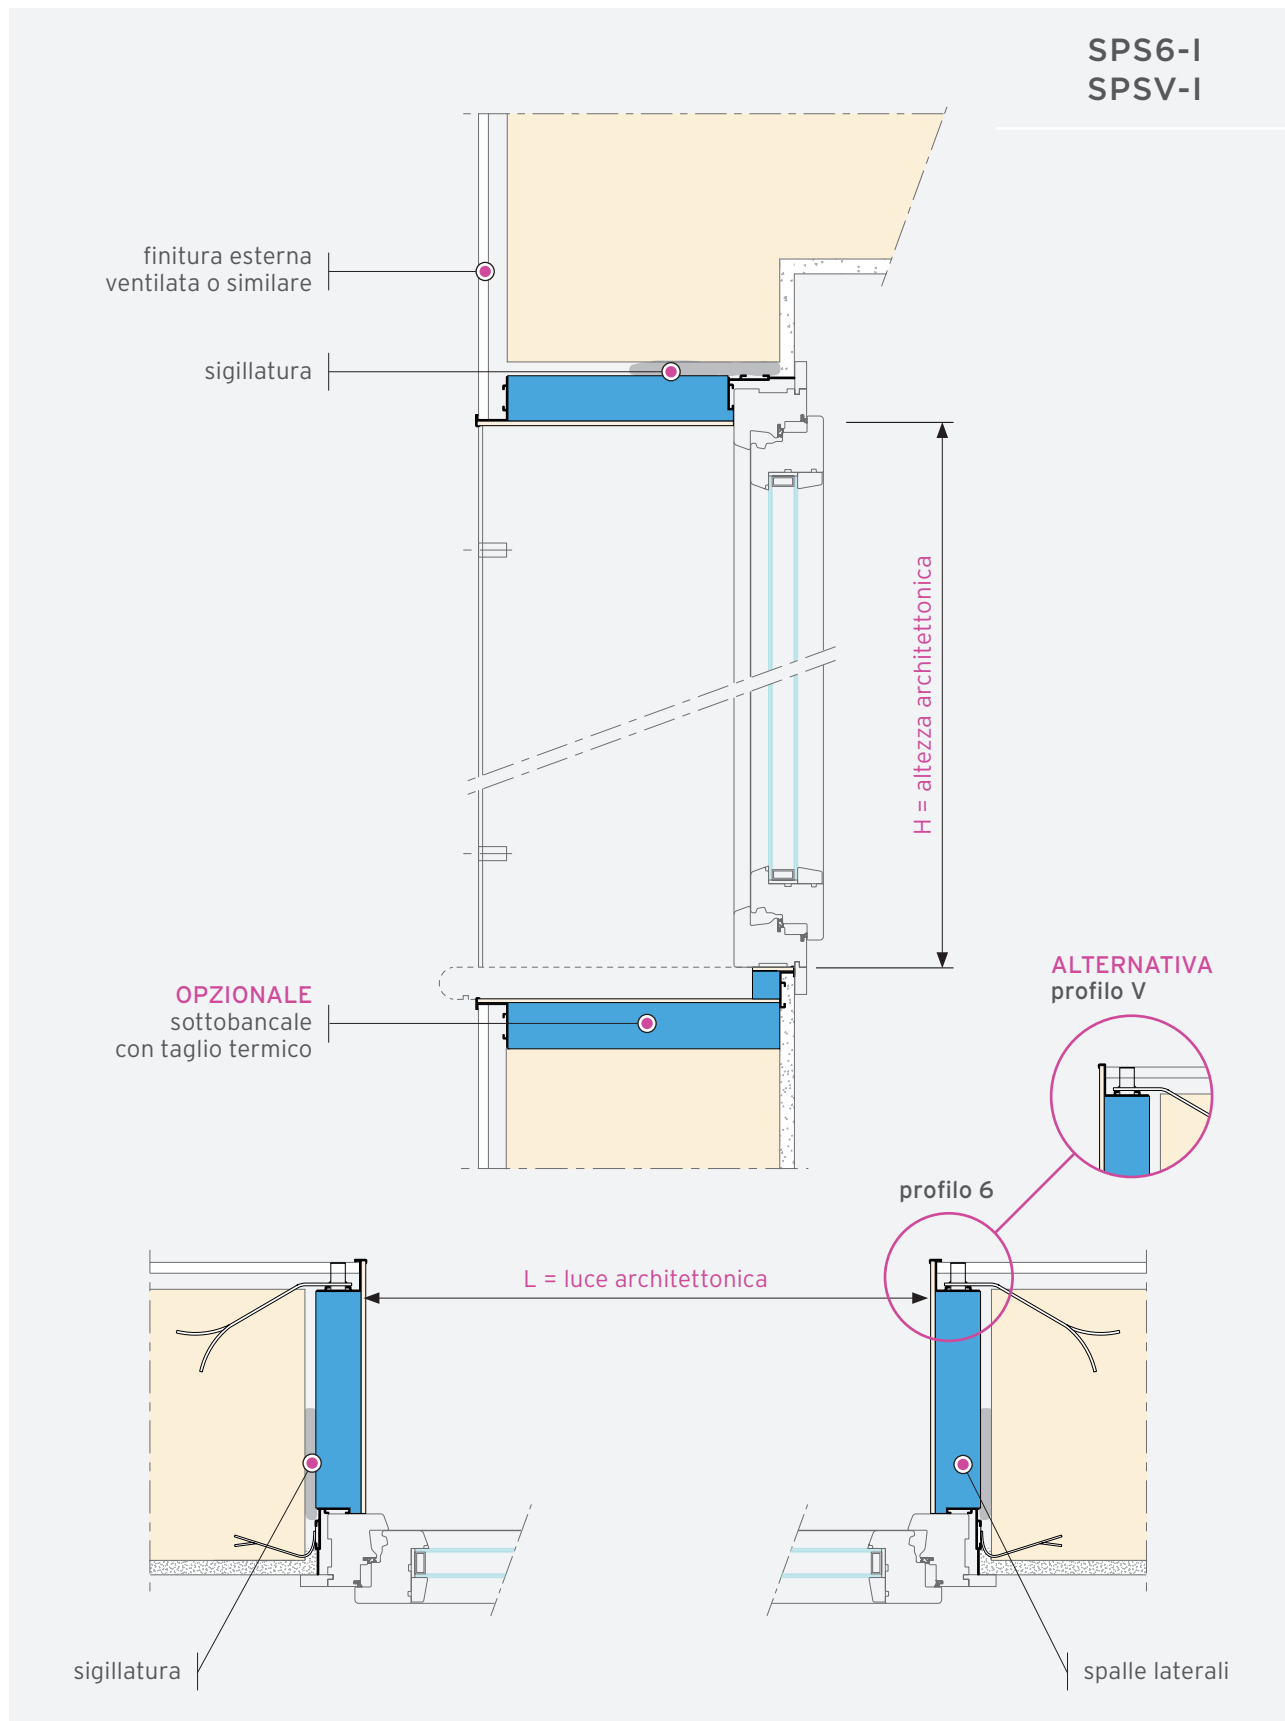 SPS6-I
SPSV-I
finitura esterna
ventilata o similare
sigillatura
H = altezza architettonica
OPZIONALE
sottobancale
con taglio termico
ALTERNATIVA
profilo V
profilo 6
L = luce architettonica
sigillatura
spalle laterali